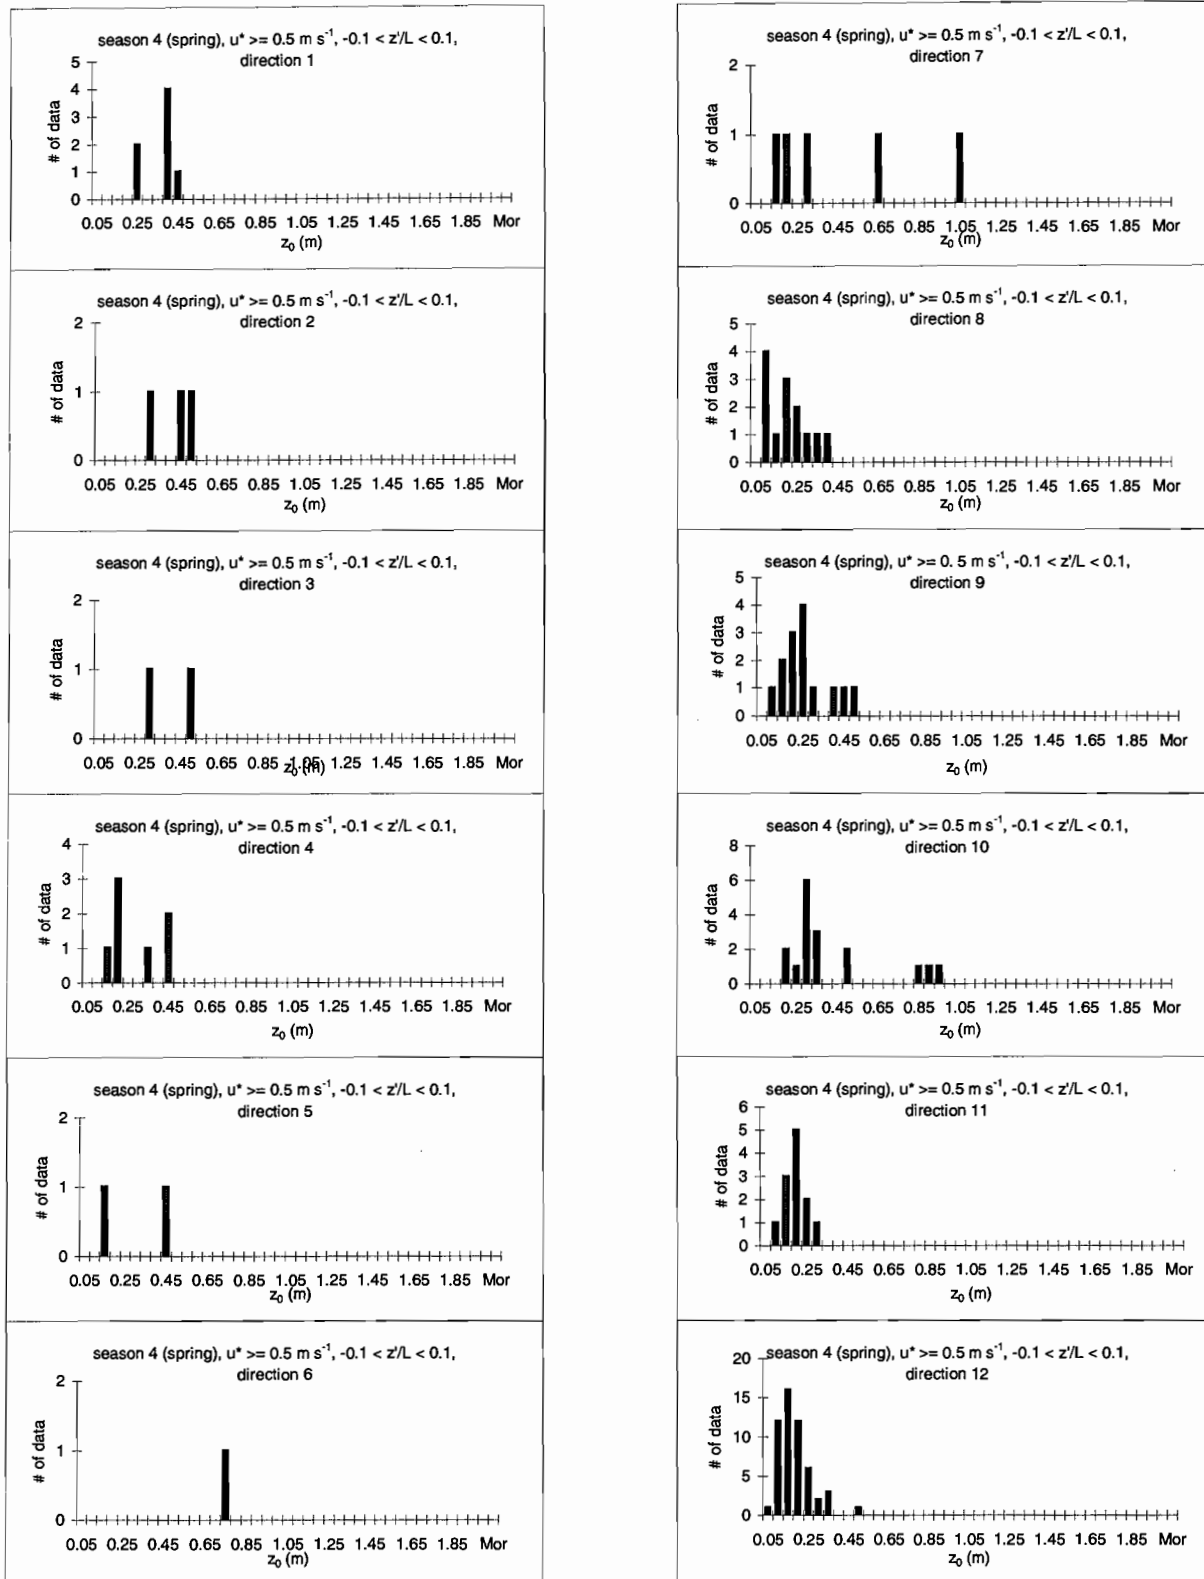 season 4 (spring), u* >= 0.5 m s⁻¹, -0.1 < z'/L < 0.1,
direction 1
5
4
3
2
1
0
# of data
0.05 0.25 0.45 0.65 0.85 1.05 1.25 1.45 1.65 1.85 Mor
z₀ (m)
season 4 (spring), u* >= 0.5 m s⁻¹, -0.1 < z'/L < 0.1,
direction 2
2
1
0
# of data
0.05 0.25 0.45 0.65 0.85 1.05 1.25 1.45 1.65 1.85 Mor
z₀ (m)
season 4 (spring), u* >= 0.5 m s⁻¹, -0.1 < z'/L < 0.1,
direction 3
2
1
0
# of data
0.05 0.25 0.45 0.65 0.85 1.05 1.25 1.45 1.65 1.85 Mor
z₀ (m)
season 4 (spring), u* >= 0.5 m s⁻¹, -0.1 < z'/L < 0.1,
direction 4
4
3
2
1
0
# of data
0.05 0.25 0.45 0.65 0.85 1.05 1.25 1.45 1.65 1.85 Mor
z₀ (m)
season 4 (spring), u* >= 0.5 m s⁻¹, -0.1 < z'/L < 0.1,
direction 5
2
1
0
# of data
0.05 0.25 0.45 0.65 0.85 1.05 1.25 1.45 1.65 1.85 Mor
z₀ (m)
season 4 (spring), u* >= 0.5 m s⁻¹, -0.1 < z'/L < 0.1,
direction 6
2
1
0
# of data
0.05 0.25 0.45 0.65 0.85 1.05 1.25 1.45 1.65 1.85 Mor
z₀ (m)
season 4 (spring), u* >= 0.5 m s⁻¹, -0.1 < z'/L < 0.1,
direction 7
2
1
0
# of data
0.05 0.25 0.45 0.65 0.85 1.05 1.25 1.45 1.65 1.85 Mor
z₀ (m)
season 4 (spring), u* >= 0.5 m s⁻¹, -0.1 < z'/L < 0.1,
direction 8
5
4
3
2
1
0
# of data
0.05 0.25 0.45 0.65 0.85 1.05 1.25 1.45 1.65 1.85 Mor
z₀ (m)
season 4 (spring), u* >= 0. 5 m s⁻¹, -0.1 < z'/L < 0.1,
direction 9
5
4
3
2
1
0
# of data
0.05 0.25 0.45 0.65 0.85 1.05 1.25 1.45 1.65 1.85 Mor
z₀ (m)
season 4 (spring), u* >= 0.5 m s⁻¹, -0.1 < z'/L < 0.1,
direction 10
8
6
4
2
0
# of data
0.05 0.25 0.45 0.65 0.85 1.05 1.25 1.45 1.65 1.85 Mor
z₀ (m)
season 4 (spring), u* >= 0.5 m s⁻¹, -0.1 < z'/L < 0.1,
direction 11
6
5
4
3
2
1
0
# of data
0.05 0.25 0.45 0.65 0.85 1.05 1.25 1.45 1.65 1.85 Mor
z₀ (m)
season 4 (spring), u* >= 0.5 m s⁻¹, -0.1 < z'/L < 0.1,
direction 12
20
15
10
5
0
# of data
0.05 0.25 0.45 0.65 0.85 1.05 1.25 1.45 1.65 1.85 Mor
z₀ (m)